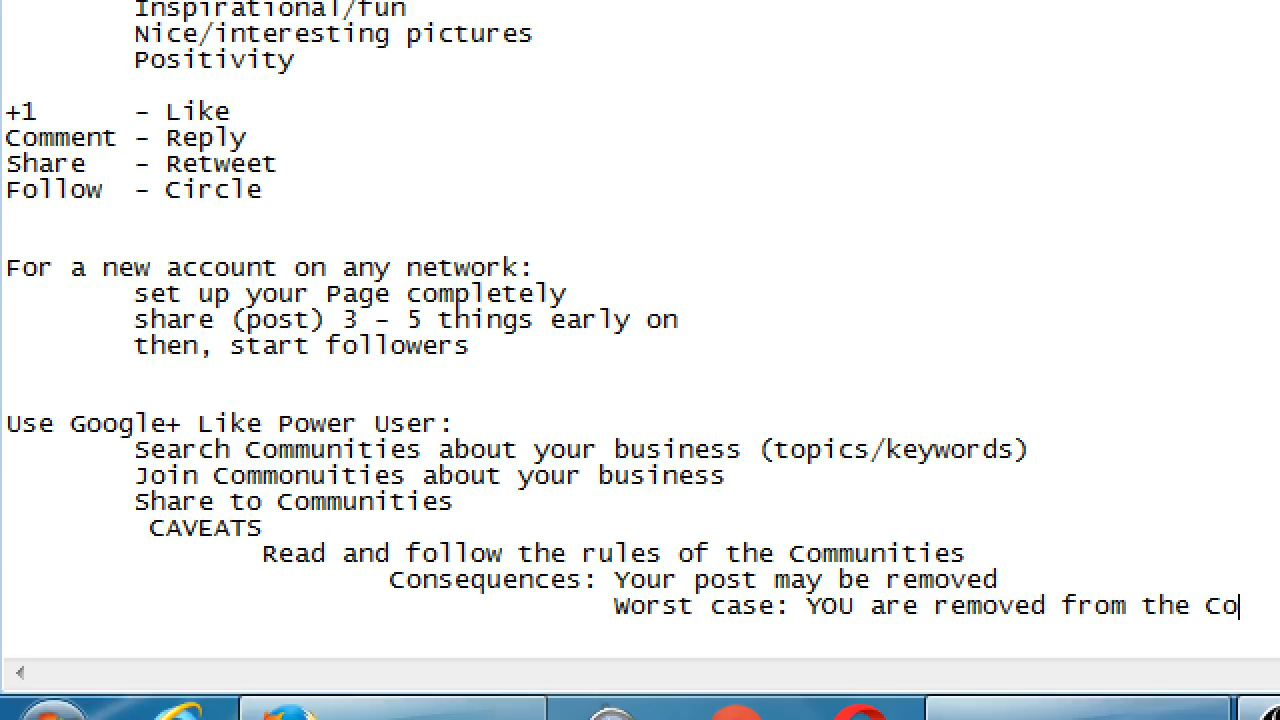 Inspirational/fun
Nice/interesting pictures
Positivity
+1 - Like
Comment - Reply
Share - Retweet
Follow - Circle
For a new account on any network:
set up your Page completely
share (post) 3 - 5 things early on
then, start followers
Use Google+ Like Power User:
Search Communities about your business (topics/keywords)
Join Commonuities about your business
Share to Communities
CAVEATS
Read and follow the rules of the Communities
Consequences: Your post may be removed
Worst case: YOU are removed from the Co